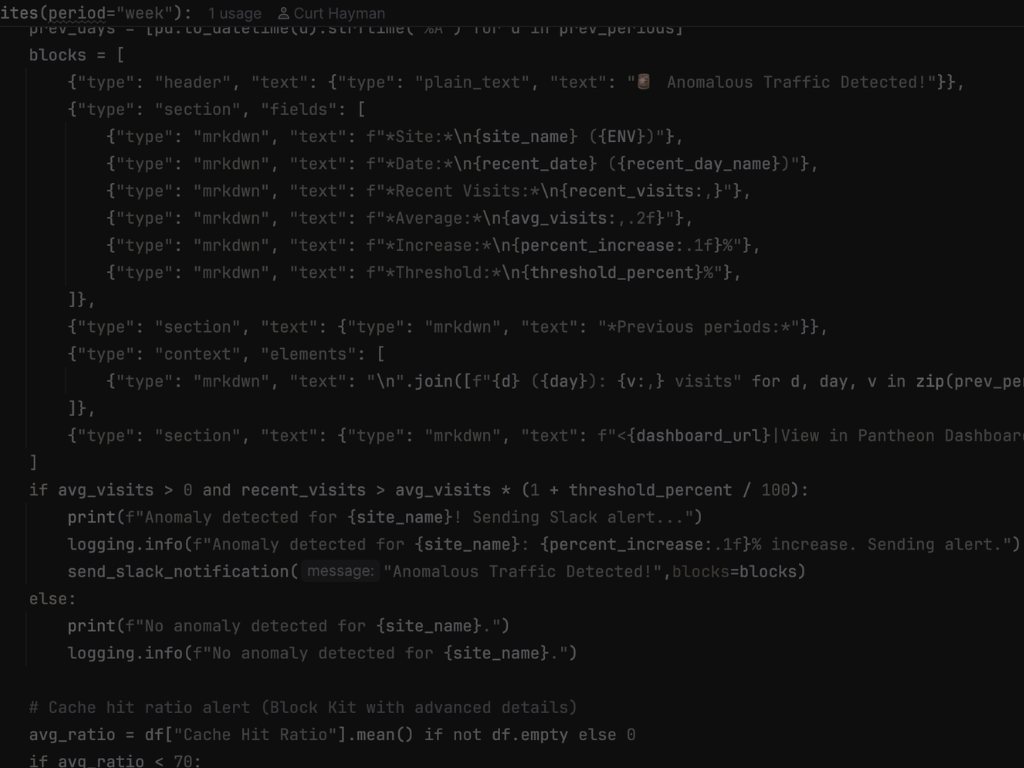 ites(period="week"): 1 usage Curt Hayman
prev_days = [pd.to_datetime(d).strftime("%A") for d in prev_periods]
blocks = [
{"type": "header", "text": {"type": "plain_text", "text": "🚨 Anomalous Traffic Detected!"}},
{"type": "section", "fields": [
{"type": "mrkdwn", "text": f"*Site:*\n{site_name} ({ENV})"},
{"type": "mrkdwn", "text": f"*Date:*\n{recent_date} ({recent_day_name})"},
{"type": "mrkdwn", "text": f"*Recent Visits:*\n{recent_visits:,}"},
{"type": "mrkdwn", "text": f"*Average:*\n{avg_visits:,.2f}"},
{"type": "mrkdwn", "text": f"*Increase:*\n{percent_increase:.1f}%"},
{"type": "mrkdwn", "text": f"*Threshold:*\n{threshold_percent}%"},
]},
{"type": "section", "text": {"type": "mrkdwn", "text": "*Previous periods:*"}},
{"type": "context", "elements": [
{"type": "mrkdwn", "text": "\n".join([f"{d} ({day}): {v:,} visits" for d, day, v in zip(prev_pe
]},
{"type": "section", "text": {"type": "mrkdwn", "text": f"<{dashboard_url}|View in Pantheon Dashboar
]
if avg_visits > 0 and recent_visits > avg_visits * (1 + threshold_percent / 100):
print(f"Anomaly detected for {site_name}! Sending Slack alert...")
logging.info(f"Anomaly detected for {site_name}: {percent_increase:.1f}% increase. Sending alert.")
send_slack_notification( message: "Anomalous Traffic Detected!",blocks=blocks)
else:
print(f"No anomaly detected for {site_name}.")
logging.info(f"No anomaly detected for {site_name}.")
# Cache hit ratio alert (Block Kit with advanced details)
avg_ratio = df["Cache Hit Ratio"].mean() if not df.empty else 0
if avg_ratio < 70: